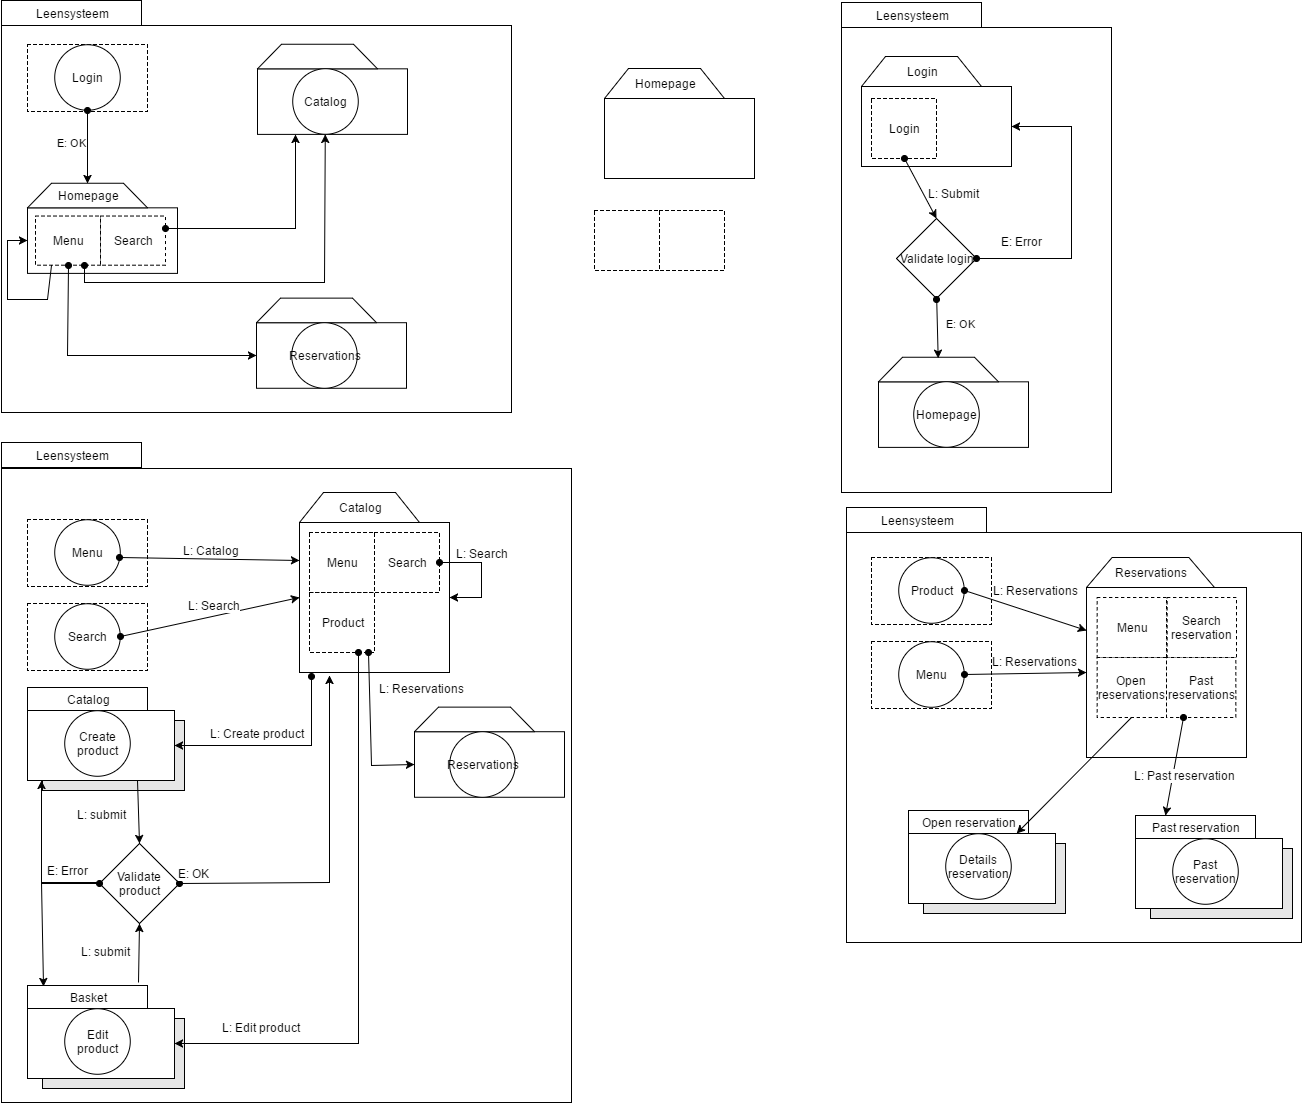 Leensysteem
Login
E: OK
Homepage
Menu
Search
Catalog
Reservations
Homepage
Leensysteem
Login
Login
L: Submit
Validate login
E: Error
E: OK
Homepage
Leensysteem
Menu
L: Catalog
Search
L: Search
Catalog
Menu
Search
L: Search
Product
L: Reservations
Reservations
Catalog
Create
product
L: Create product
L: submit
E: Error
Validate
product
E: OK
L: submit
Basket
Edit
product
L: Edit product
Leensysteem
Product
L: Reservations
Menu
L: Reservations
Reservations
Menu
Search
reservation
Open
reservations
Past
reservations
L: Past reservation
Open reservation
Details
reservation
Past reservation
Past
reservation